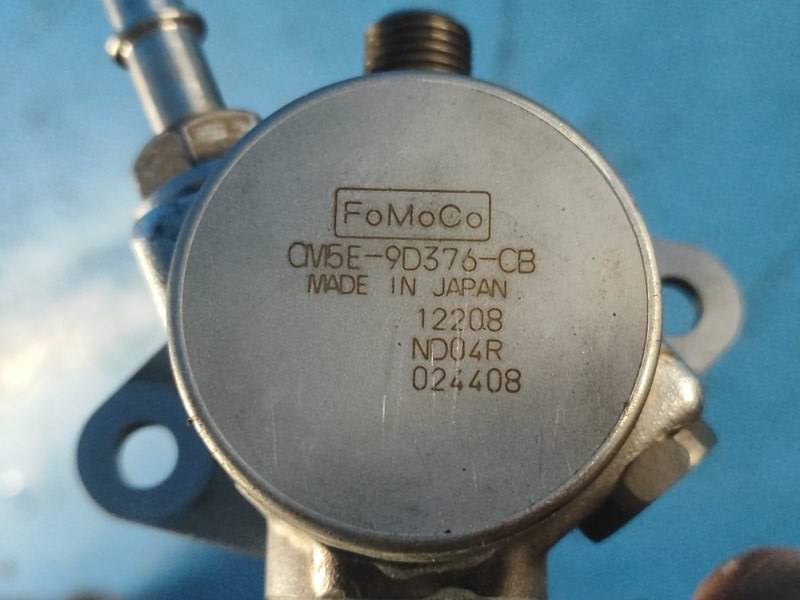 FoMoCo
CM5E-9D376-CB
MADE IN JAPAN
12208
ND04R
024408